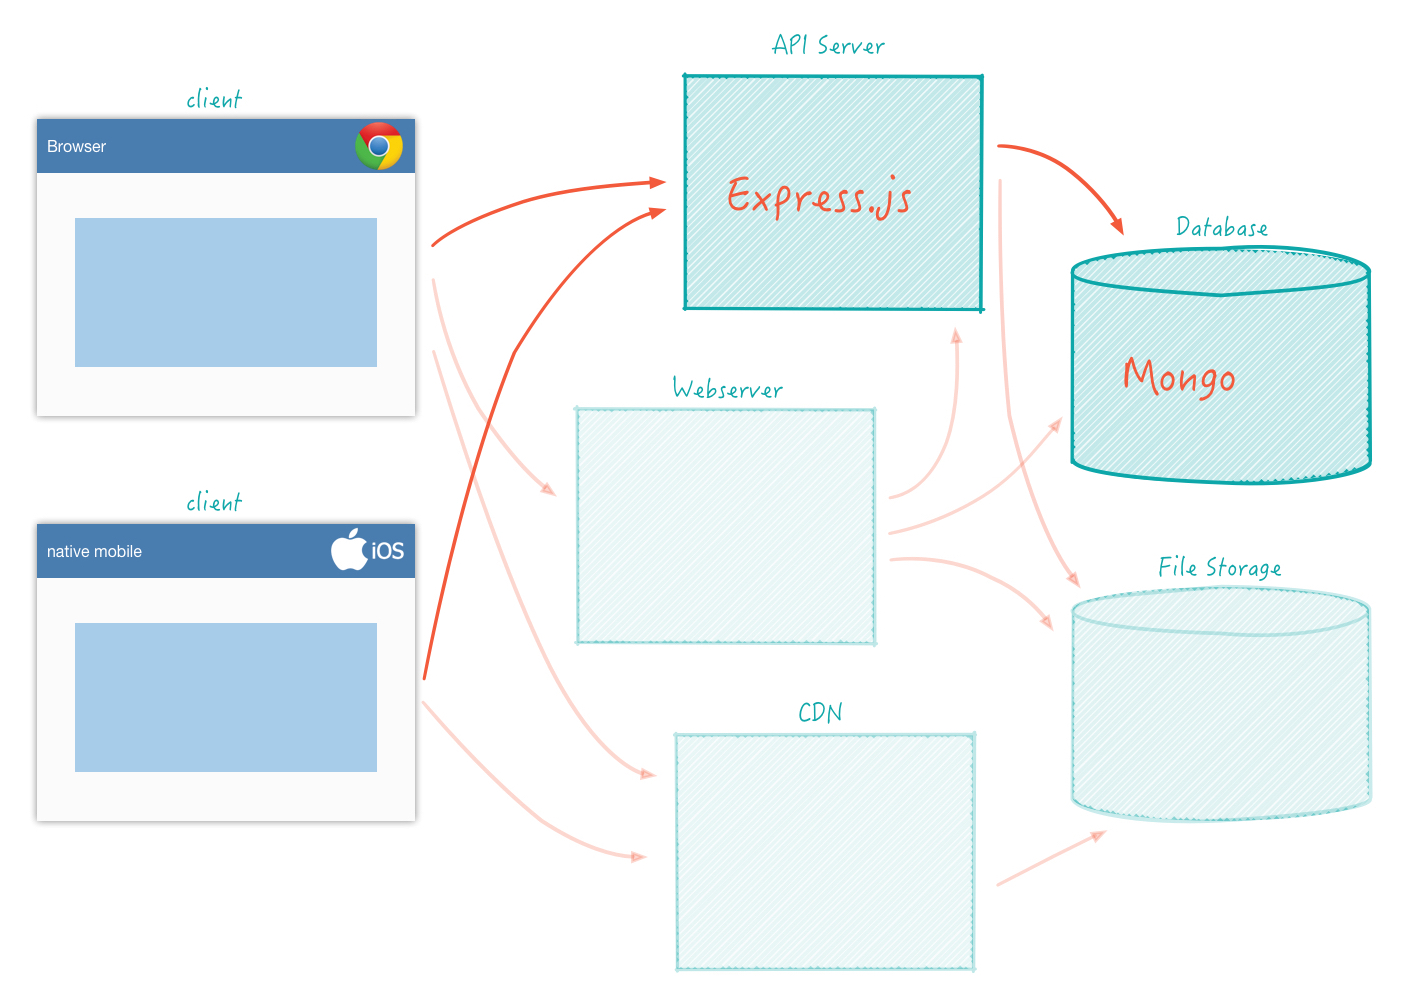 API Server
client
Browser
Express.js
Database
Mongo
Webserver
client
native mobile
iOS
File Storage
CDN